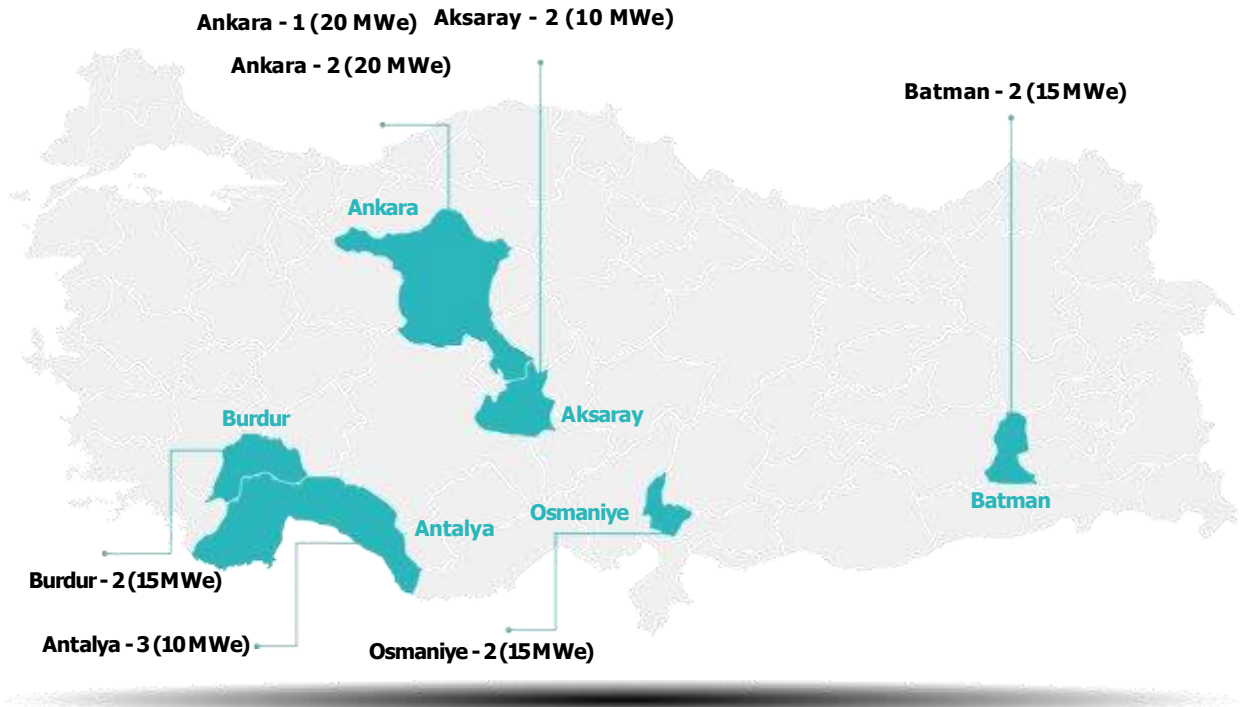 Ankara - 1 (20 MWe)
Aksaray - 2 (10 MWe)
Ankara - 2 (20 MWe)
Batman - 2 (15 MWe)
Ankara
Burdur
Aksaray
Batman
Osmaniye
Antalya
Burdur - 2 (15 MWe)
Antalya - 3 (10 MWe)
Osmaniye - 2 (15 MWe)